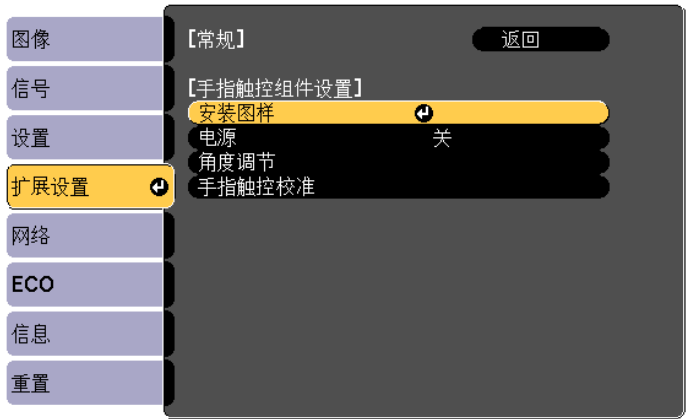 图像
信号
设置
扩展设置
网络
ECO
信息
重置
【常规】
返回
【手指触控组件设置】
安装图样
电源 关
角度调节
手指触控校准